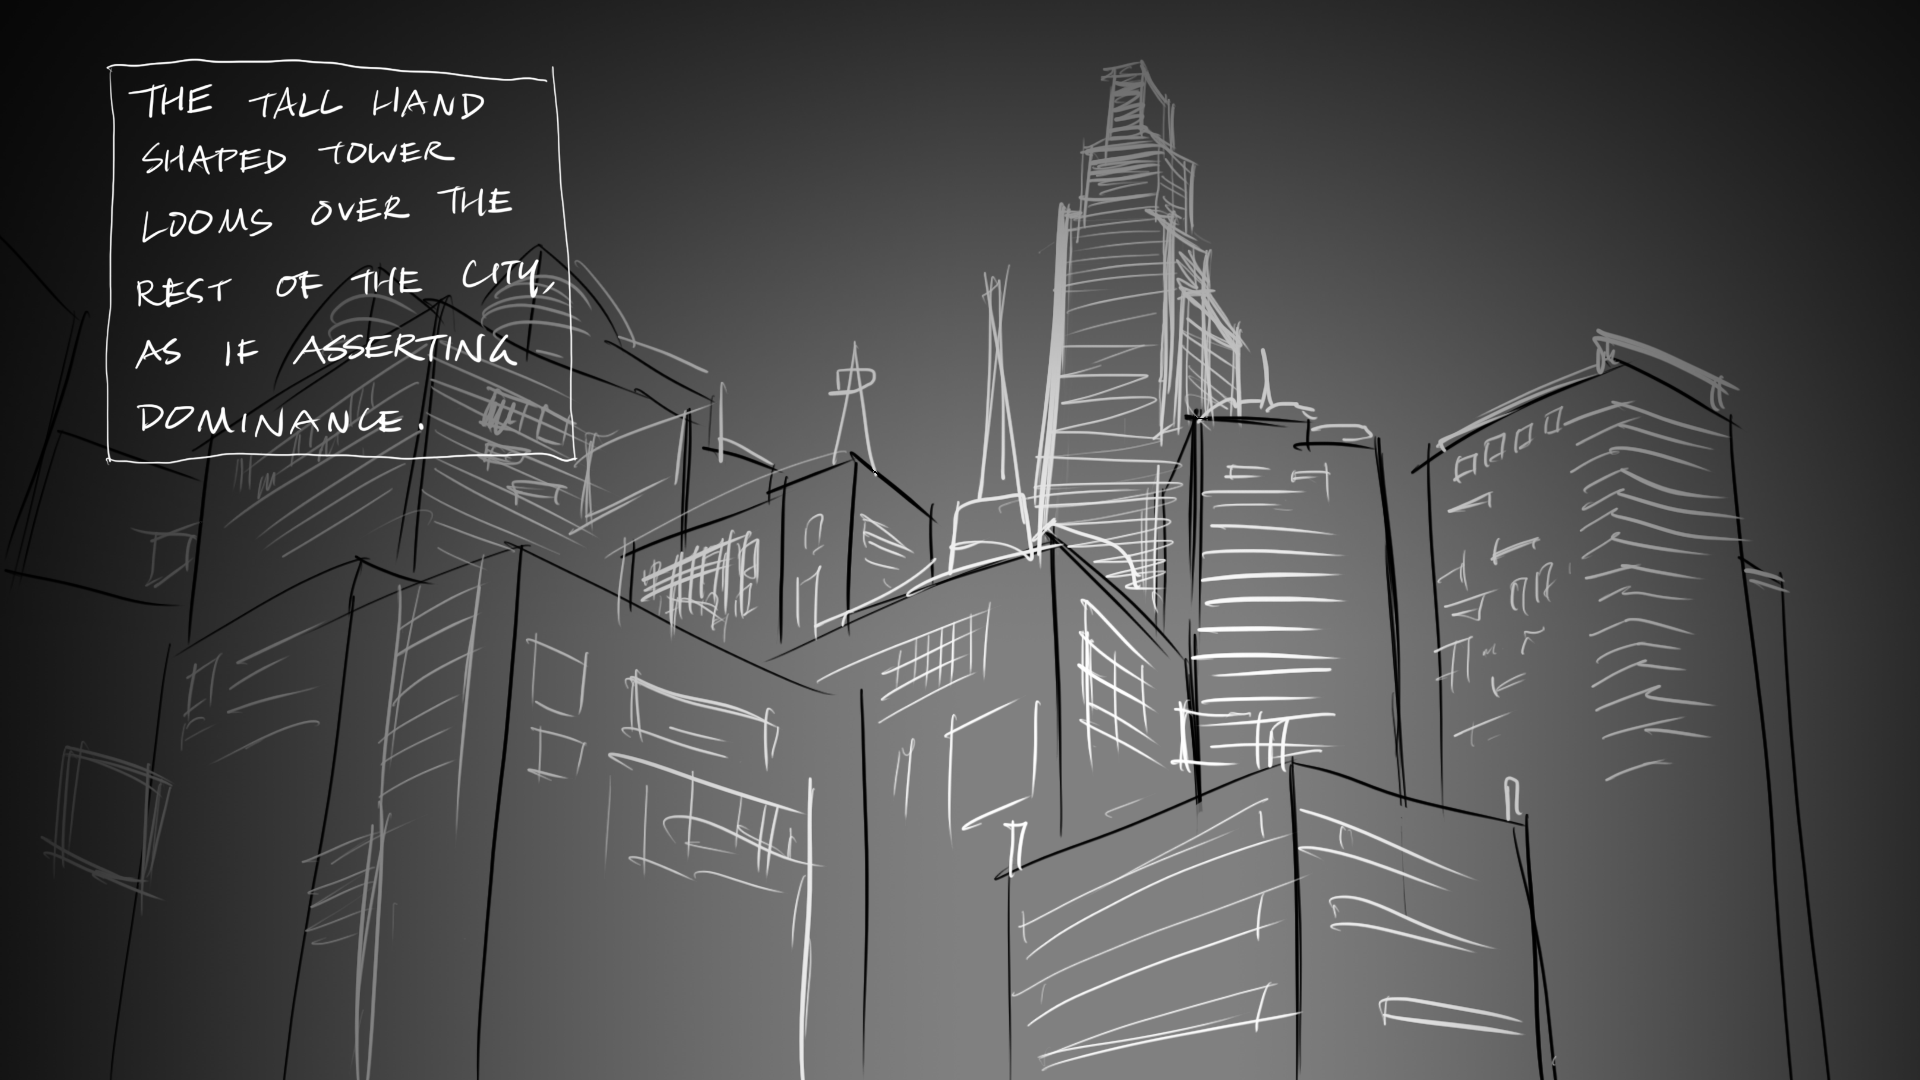 THE TALL HAND
SHAPED TOWER
LOOMS OVER THE
REST OF THE CITY,
AS IF ASSERTING
DOMINANCE.